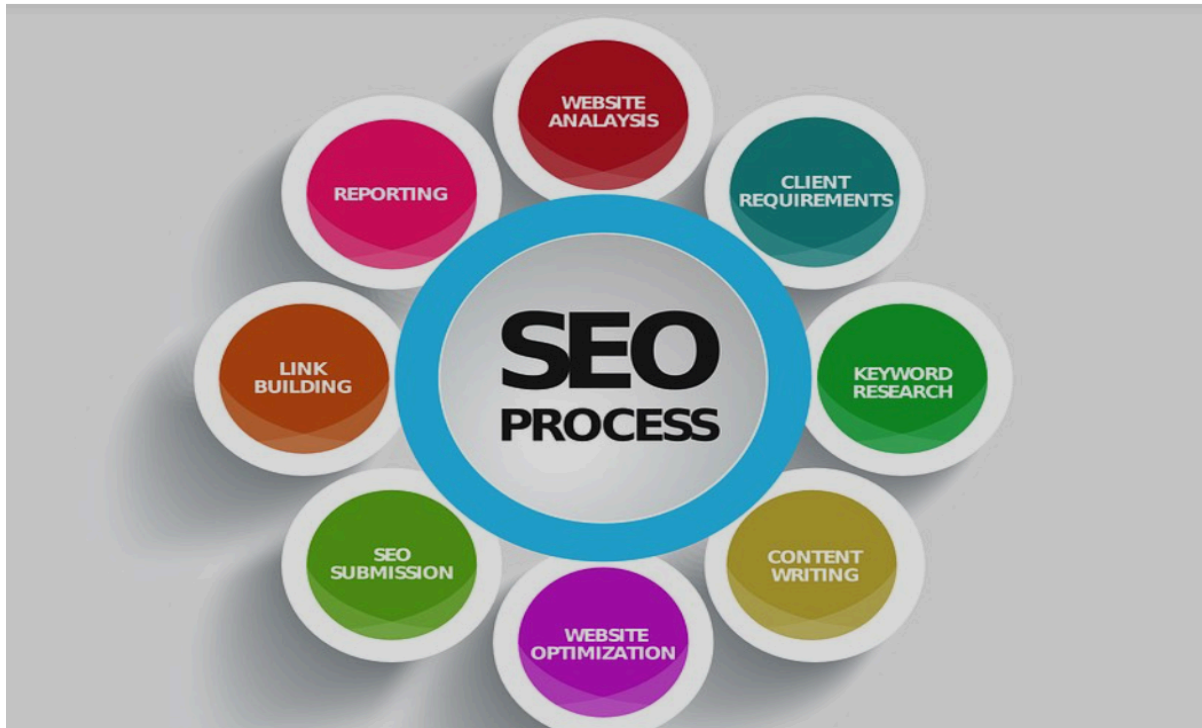 WEBSITE
ANALAYSIS
CLIENT
REQUIREMENTS
KEYWORD
RESEARCH
CONTENT
WRITING
WEBSITE
OPTIMIZATION
SEO
SUBMISSION
LINK
BUILDING
REPORTING
SEO
PROCESS